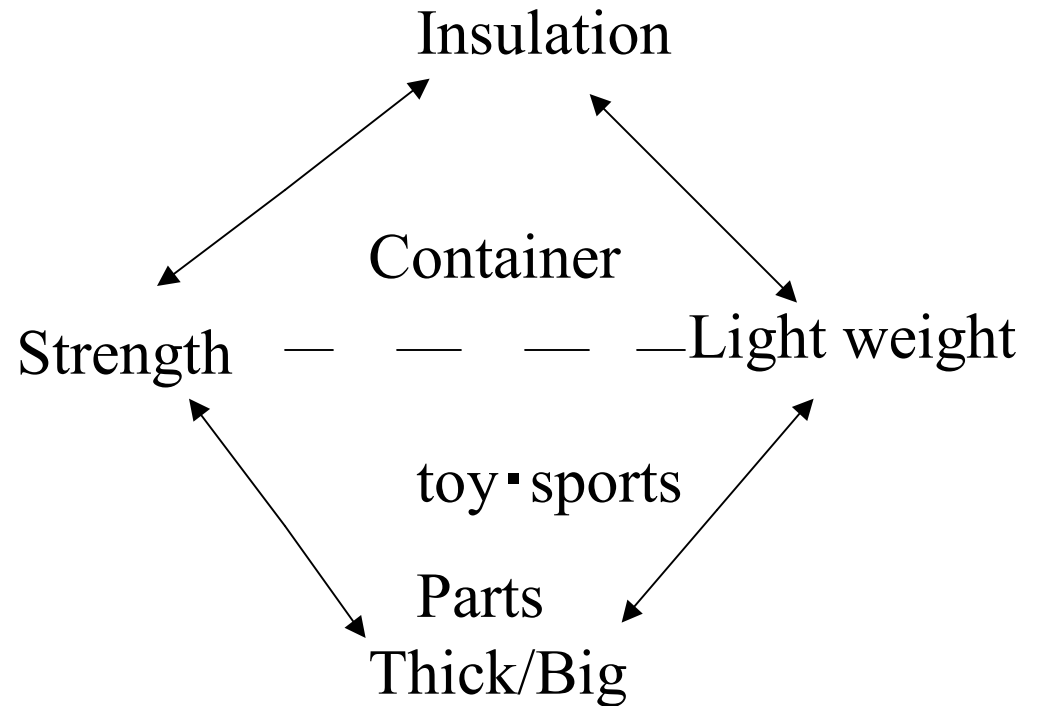 Insulation
Container
Strength
Light weight
toy▪sports
Parts
Thick/Big